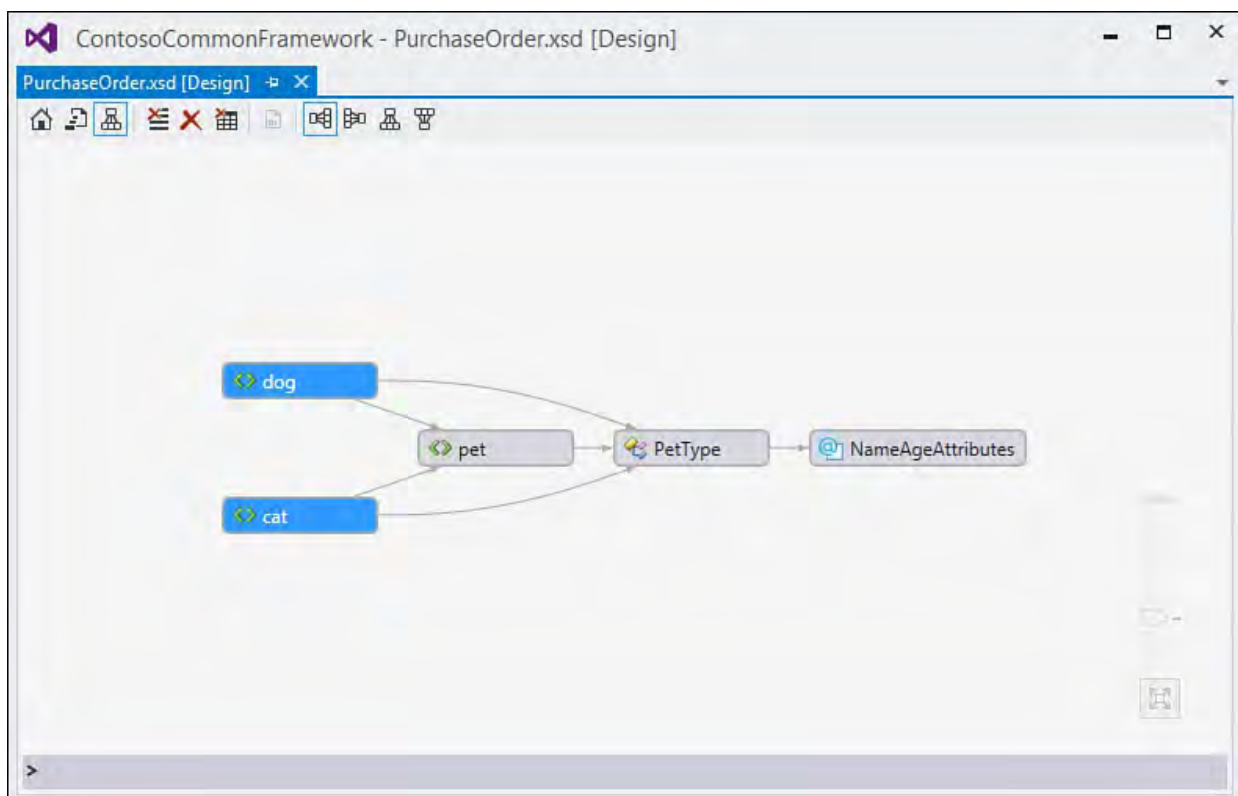 ContosoCommonFramework - PurchaseOrder.xsd [Design]
PurchaseOrder.xsd [Design]
dog
pet
PetType
NameAgeAttributes
cat
>